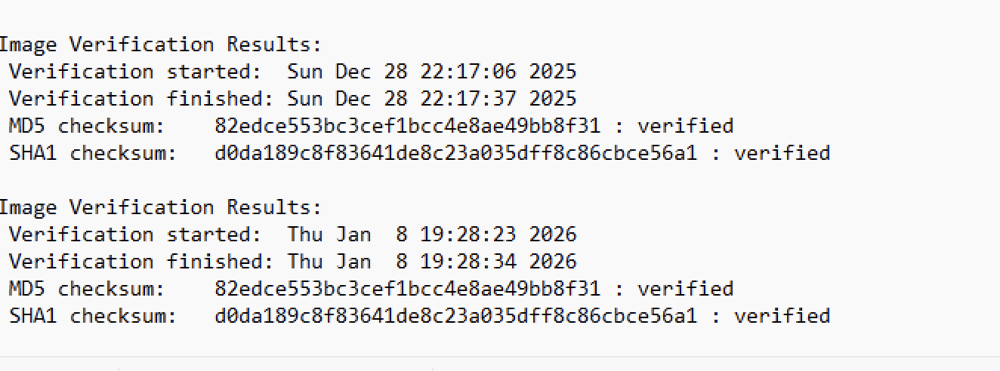 Image Verification Results:
 Verification started:  Sun Dec 28 22:17:06 2025
 Verification finished: Sun Dec 28 22:17:37 2025
 MD5 checksum:    82edce553bc3cef1bcc4e8ae49bb8f31 : verified
 SHA1 checksum:   d0da189c8f83641de8c23a035dff8c86cbce56a1 : verified

Image Verification Results:
 Verification started:  Thu Jan  8 19:28:23 2026
 Verification finished: Thu Jan  8 19:28:34 2026
 MD5 checksum:    82edce553bc3cef1bcc4e8ae49bb8f31 : verified
 SHA1 checksum:   d0da189c8f83641de8c23a035dff8c86cbce56a1 : verified